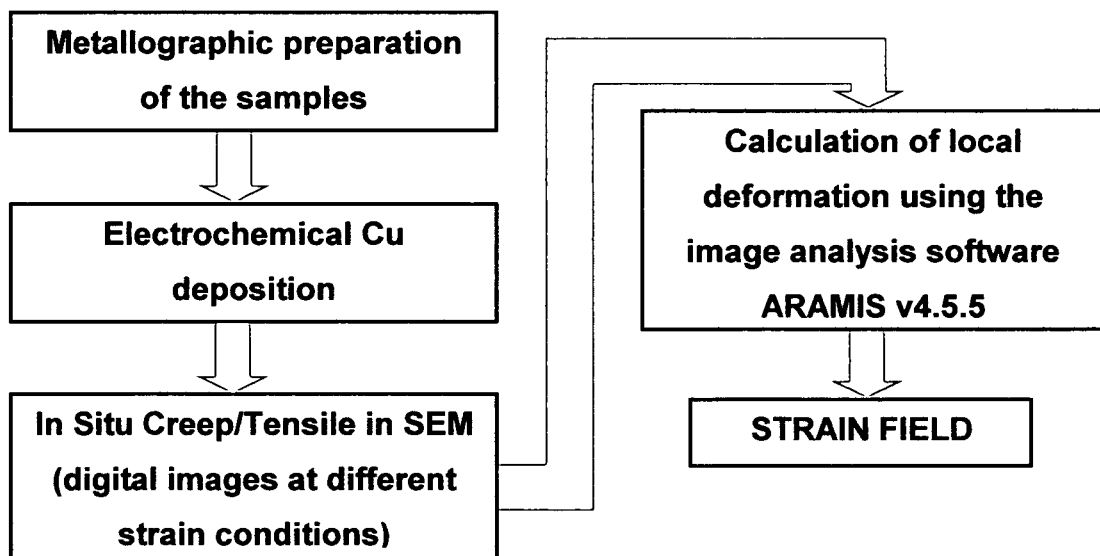 Metallographic preparation
of the samples
Electrochemical Cu
deposition
In Situ Creep/Tensile in SEM
(digital images at different
strain conditions)
Calculation of local
deformation using the
image analysis software
ARAMIS v4.5.5
STRAIN FIELD